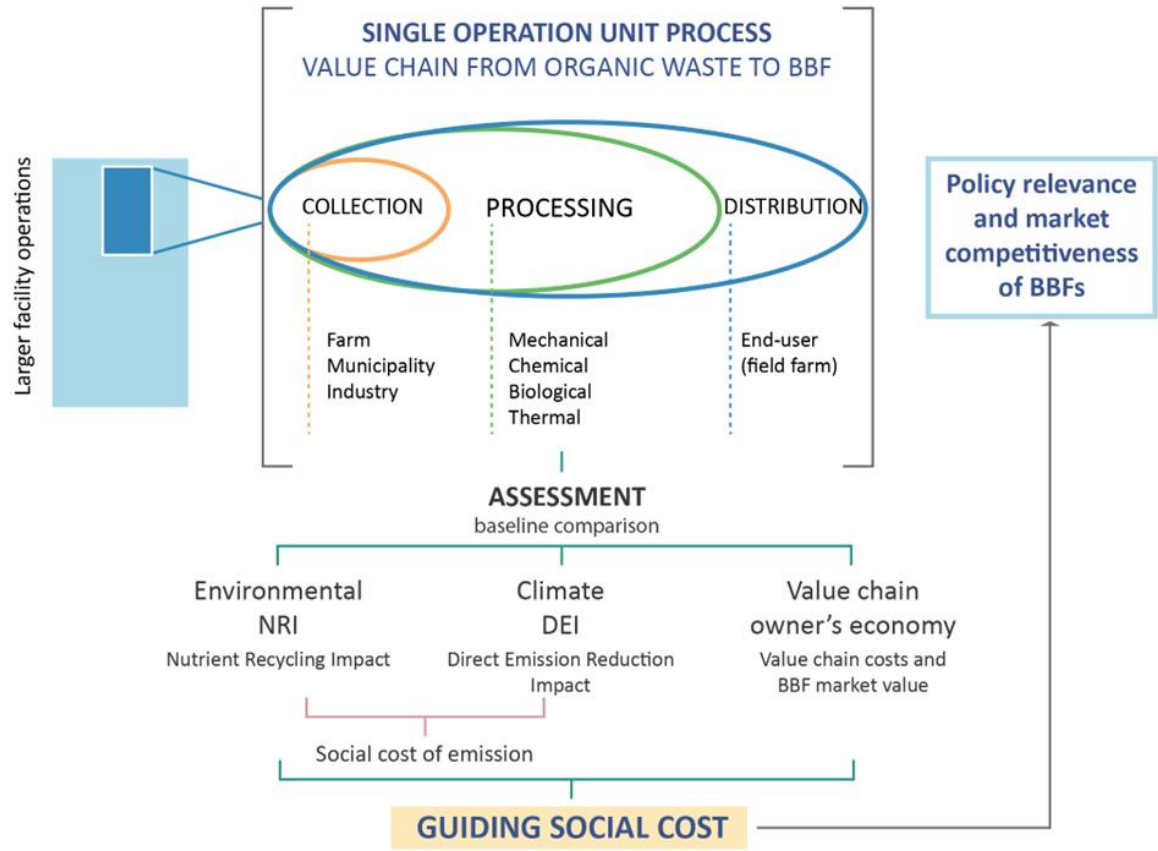 SINGLE OPERATION UNIT PROCESS
VALUE CHAIN FROM ORGANIC WASTE TO BBF
Larger facility operations
COLLECTION
PROCESSING
DISTRIBUTION
Farm
Municipality
Industry
Mechanical
Chemical
Biological
Thermal
End-user
(field farm)
Policy relevance
and market
competitiveness
of BBFs
ASSESSMENT
baseline comparison
Environmental
NRI
Nutrient Recycling Impact
Climate
DEI
Direct Emission Reduction
Impact
Value chain
owner's economy
Value chain costs and
BBF market value
Social cost of emission
GUIDING SOCIAL COST